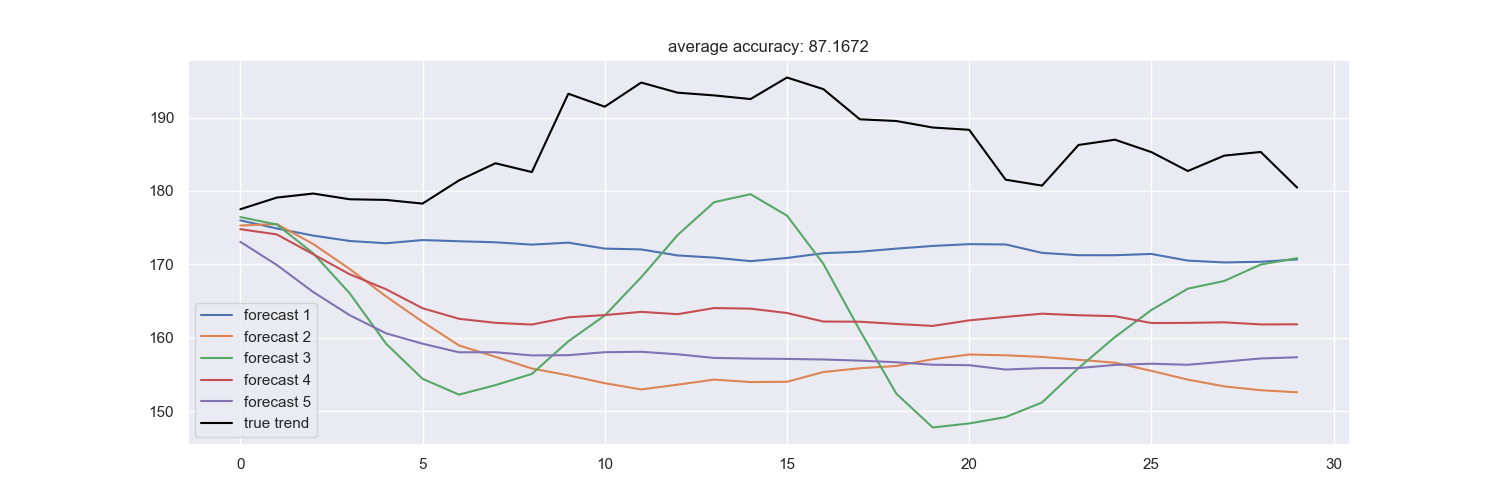 average accuracy: 87.1672
190
180
170
160
150
forecast 1
forecast 2
forecast 3
forecast 4
forecast 5
true trend
0 5 10 15 20 25 30